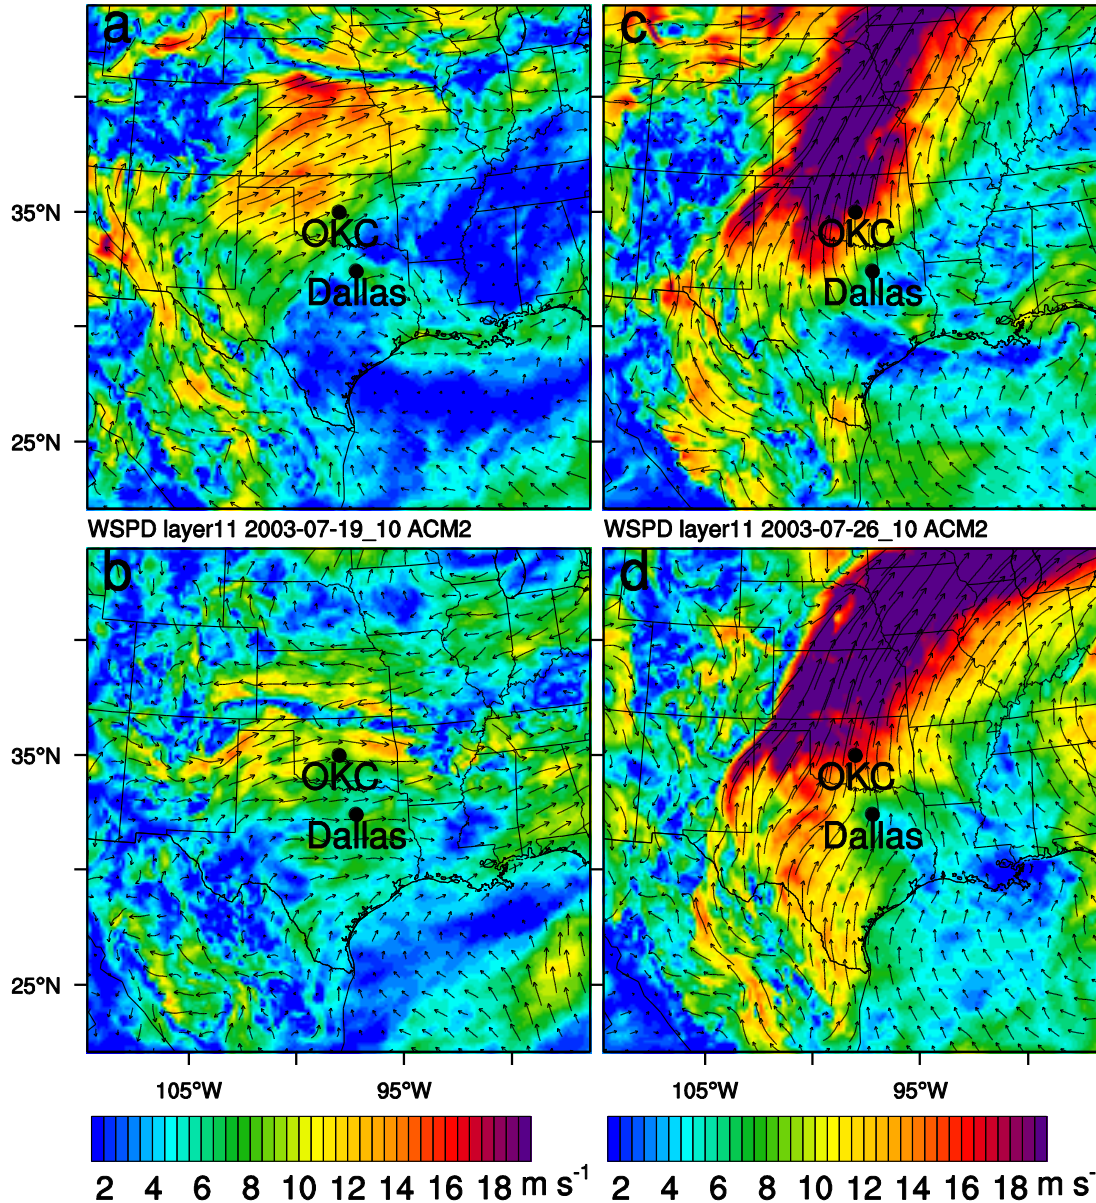 a
c
35°N
OKC
OKC
Dallas
Dallas
25°N
WSPD layer11 2003-07-19_10 ACM2
WSPD layer11 2003-07-26_10 ACM2
b
d
35°N
OKC
OKC
Dallas
Dallas
25°N
105°W 95°W
105°W 95°W
2 4 6 8 10 12 14 16 18 m s⁻¹
2 4 6 8 10 12 14 16 18 m s⁻